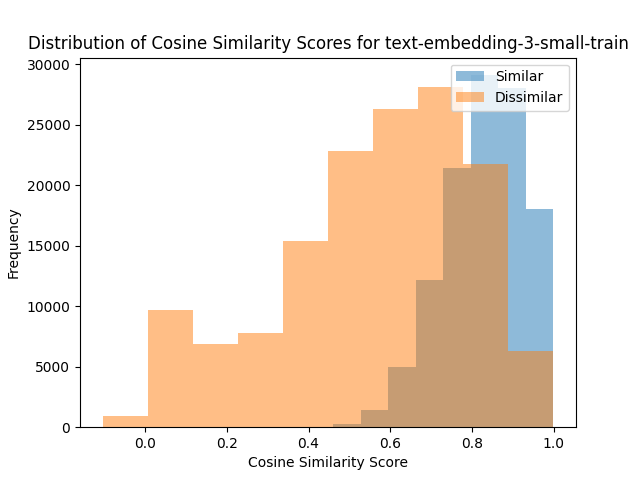 Distribution of Cosine Similarity Scores for text-embedding-3-small-train
Similar
Dissimilar
30000
25000
20000
15000
10000
5000
0
Frequency
0.0 0.2 0.4 0.6 0.8 1.0
Cosine Similarity Score